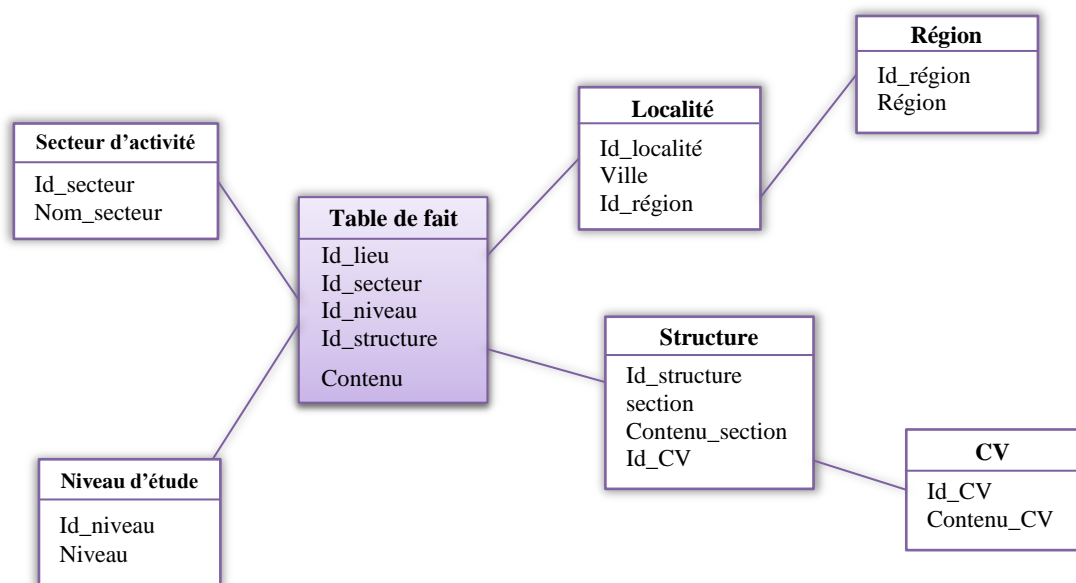 Région
Id_région
Région
Localité
Id_localité
Ville
Id_région
Secteur d'activité
Id_secteur
Nom_secteur
Table de fait
Id_lieu
Id_secteur
Id_niveau
Id_structure
Contenu
Structure
Id_structure
section
Contenu_section
Id_CV
CV
Id_CV
Contenu_CV
Niveau d'étude
Id_niveau
Niveau